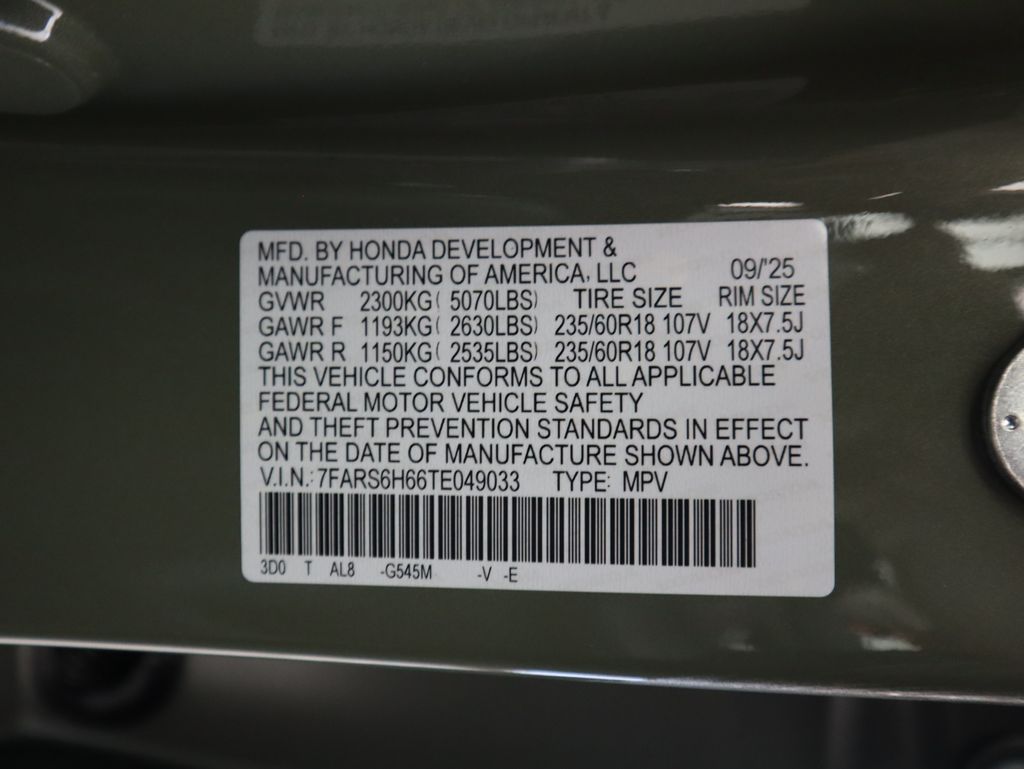 MFD. BY HONDA DEVELOPMENT &
MANUFACTURING OF AMERICA, LLC 09/'25
GVWR 2300KG( 5070LBS) TIRE SIZE RIM SIZE
GAWR F 1193KG( 2630LBS) 235/60R18 107V 18X7.5J
GAWR R 1150KG( 2535LBS) 235/60R18 107V 18X7.5J
THIS VEHICLE CONFORMS TO ALL APPLICABLE
FEDERAL MOTOR VEHICLE SAFETY
AND THEFT PREVENTION STANDARDS IN EFFECT
ON THE DATE OF MANUFACTURE SHOWN ABOVE.
V.I.N.: 7FARS6H66TE049033 TYPE: MPV
3D0 T AL8 -G545M -V -E